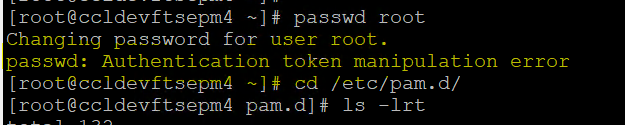 [root@ccldevftsepm4 ~]# passwd root
Changing password for user root.
passwd: Authentication token manipulation error
[root@ccldevftsepm4 ~]# cd /etc/pam.d/
[root@ccldevftsepm4 pam.d]# ls -lrt
total 132